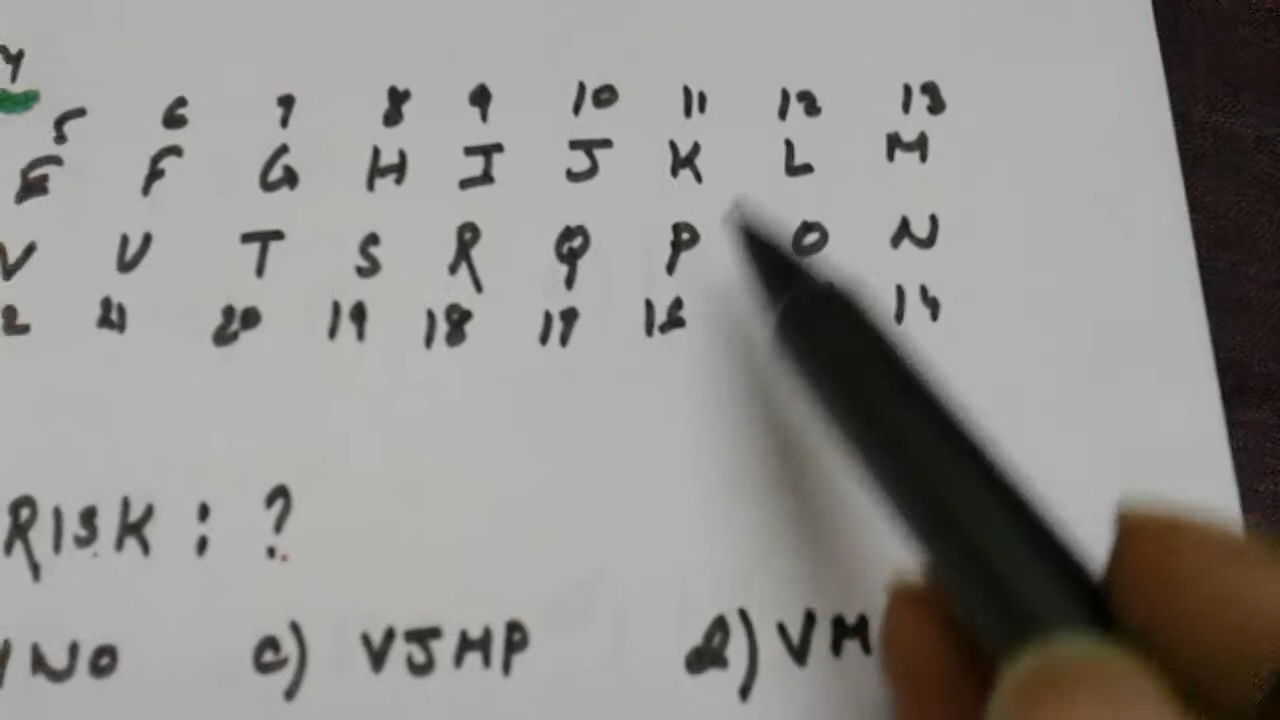 5 6 7 8 9 10 11 12 13
E F G H I J K L M
V U T S R Q P O N
21 20 19 18 17 16 14
RISK : ?
NO c) VJMP d) VM